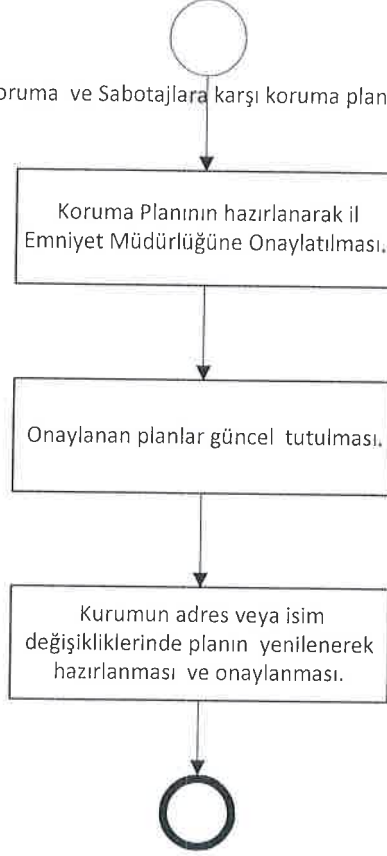 oruma ve Sabotajlara karşı koruma plan
Koruma Planının hazırlanarak il
Emniyet Müdürlüğüne Onaylatılması.
Onaylanan planlar güncel tutulması.
Kurumun adres veya isim
değişikliklerinde planın yenilenerek
hazırlanması ve onaylanması.